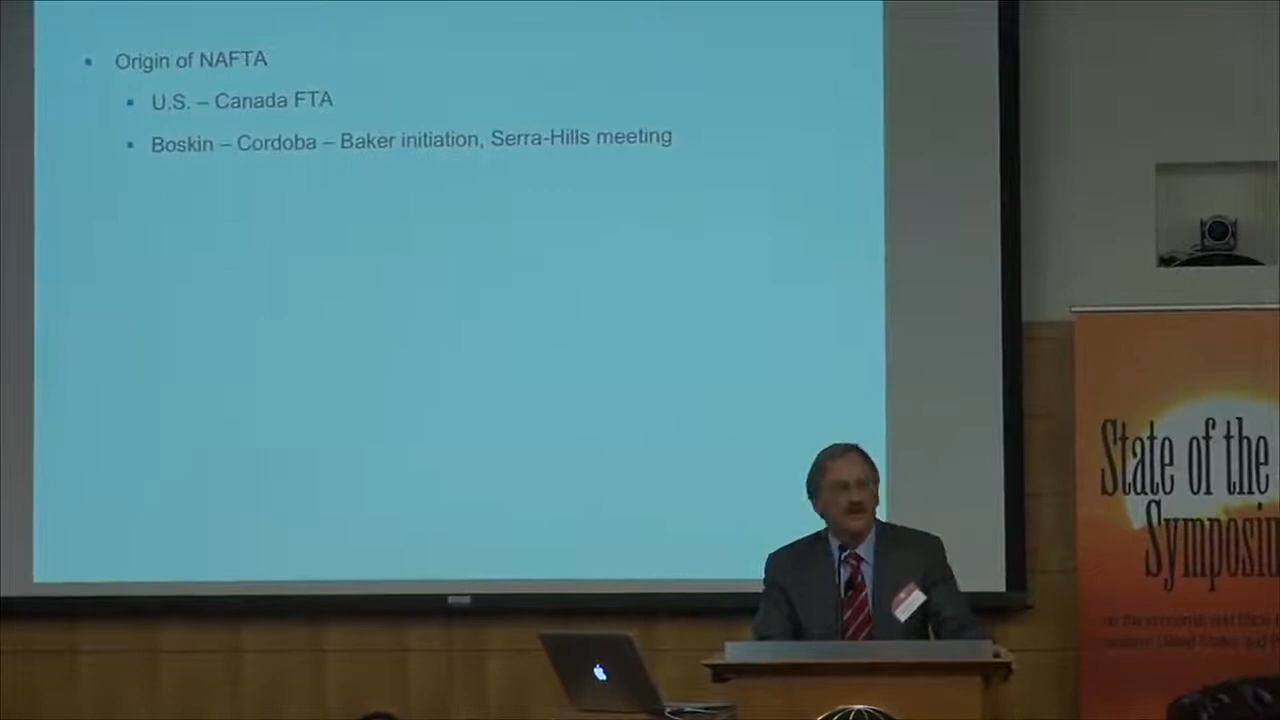 Origin of NAFTA
U.S. – Canada FTA
Boskin – Cordoba – Baker initiation, Serra-Hills meeting
State of the
Symposiu